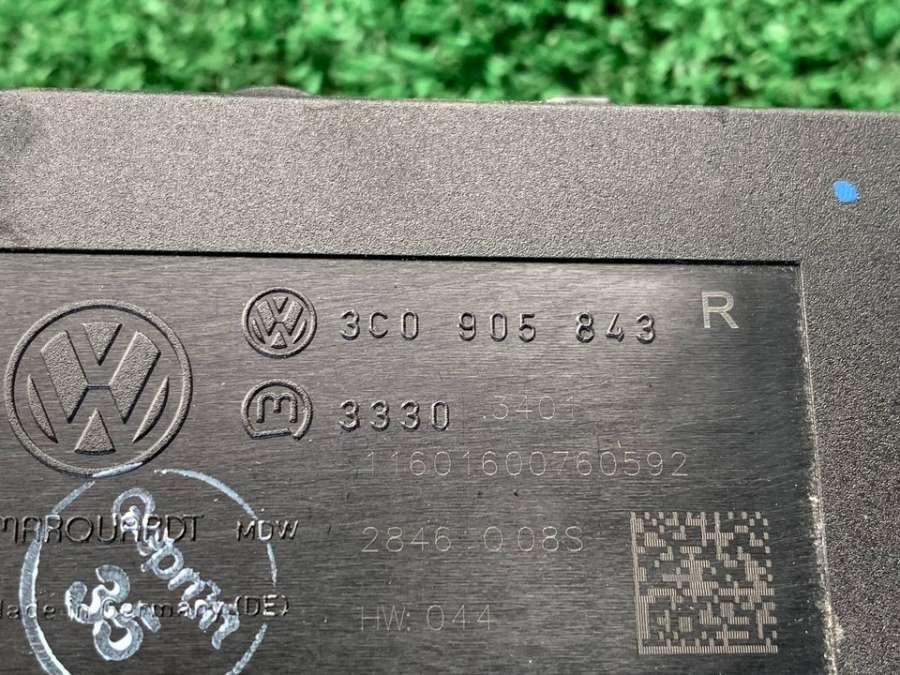 3C0 905 843 R
3330 .3401
11601600760592
MARQUARDT MDW
2846 Q 08S
Made in Germany (DE)
HW: 044